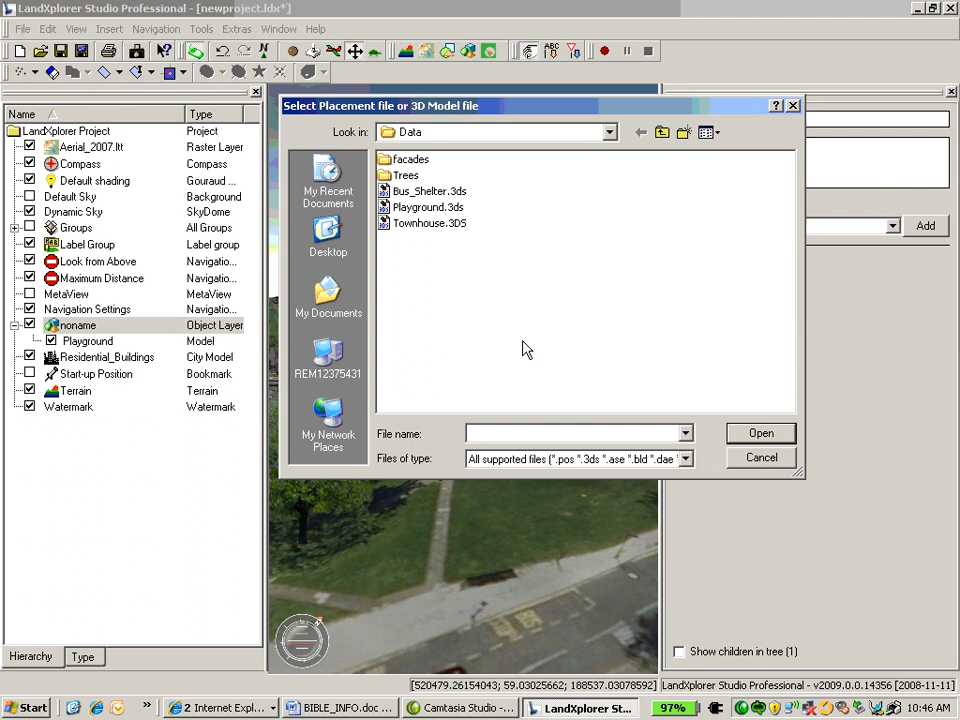 LandXplorer Studio Professional - [newproject.ldx*]
File Edit View Insert Navigation Tools Extras Window Help
ABC
Name Type
LandXplorer Project Project
Aerial_2007.ltt Raster Layer
Compass Compass
Default shading Gouraud ...
Default Sky Background
Dynamic Sky SkyDome
Groups All Groups
Label Group Label group
Look from Above Navigatio...
Maximum Distance Navigatio...
MetaView MetaView
Navigation Settings Navigatio...
noname Object Layer
Playground Model
Residential_Buildings City Model
Start-up Position Bookmark
Terrain Terrain
Watermark Watermark
Hierarchy Type
Select Placement file or 3D Model file
Look in: Data
My Recent
Documents
Desktop
My Documents
REM12375431
My Network
Places
facades
Trees
Bus_Shelter.3ds
Playground.3ds
Townhouse.3DS
File name: Open
Files of type: All supported files (*.pos *.3ds *.ase *.bld *.dae * Cancel
Add
Show children in tree (1)
[520479.26154043; 59.03025662; 188537.03078592] LandXplorer Studio Professional - v2009.0.0.14356 [2008-11-11]
Start » 2 Internet Expl... BIBLE_INFO.doc ... Camtasia Studio -... LandXplorer St... 97% 10:46 AM